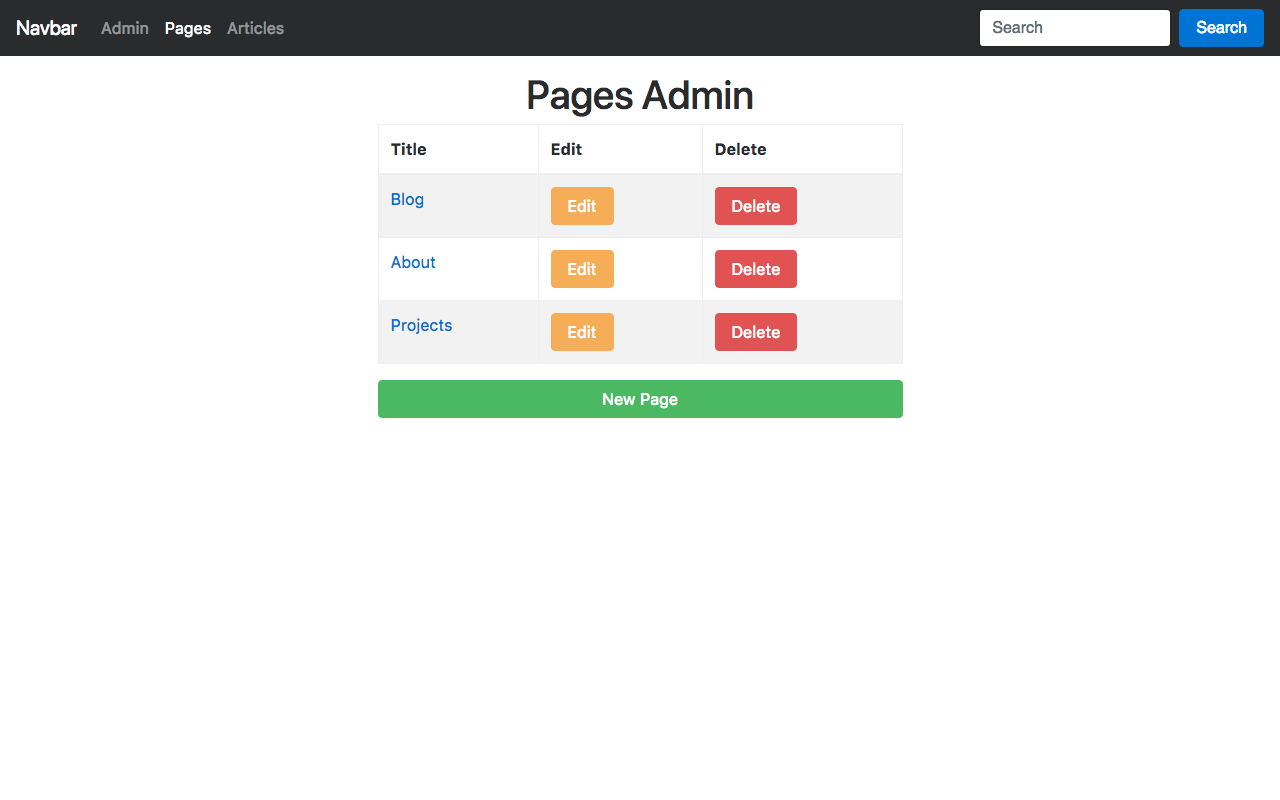 Navbar Admin Pages Articles Search Search
Pages Admin
Title Edit Delete
Blog Edit Delete
About Edit Delete
Projects Edit Delete
New Page